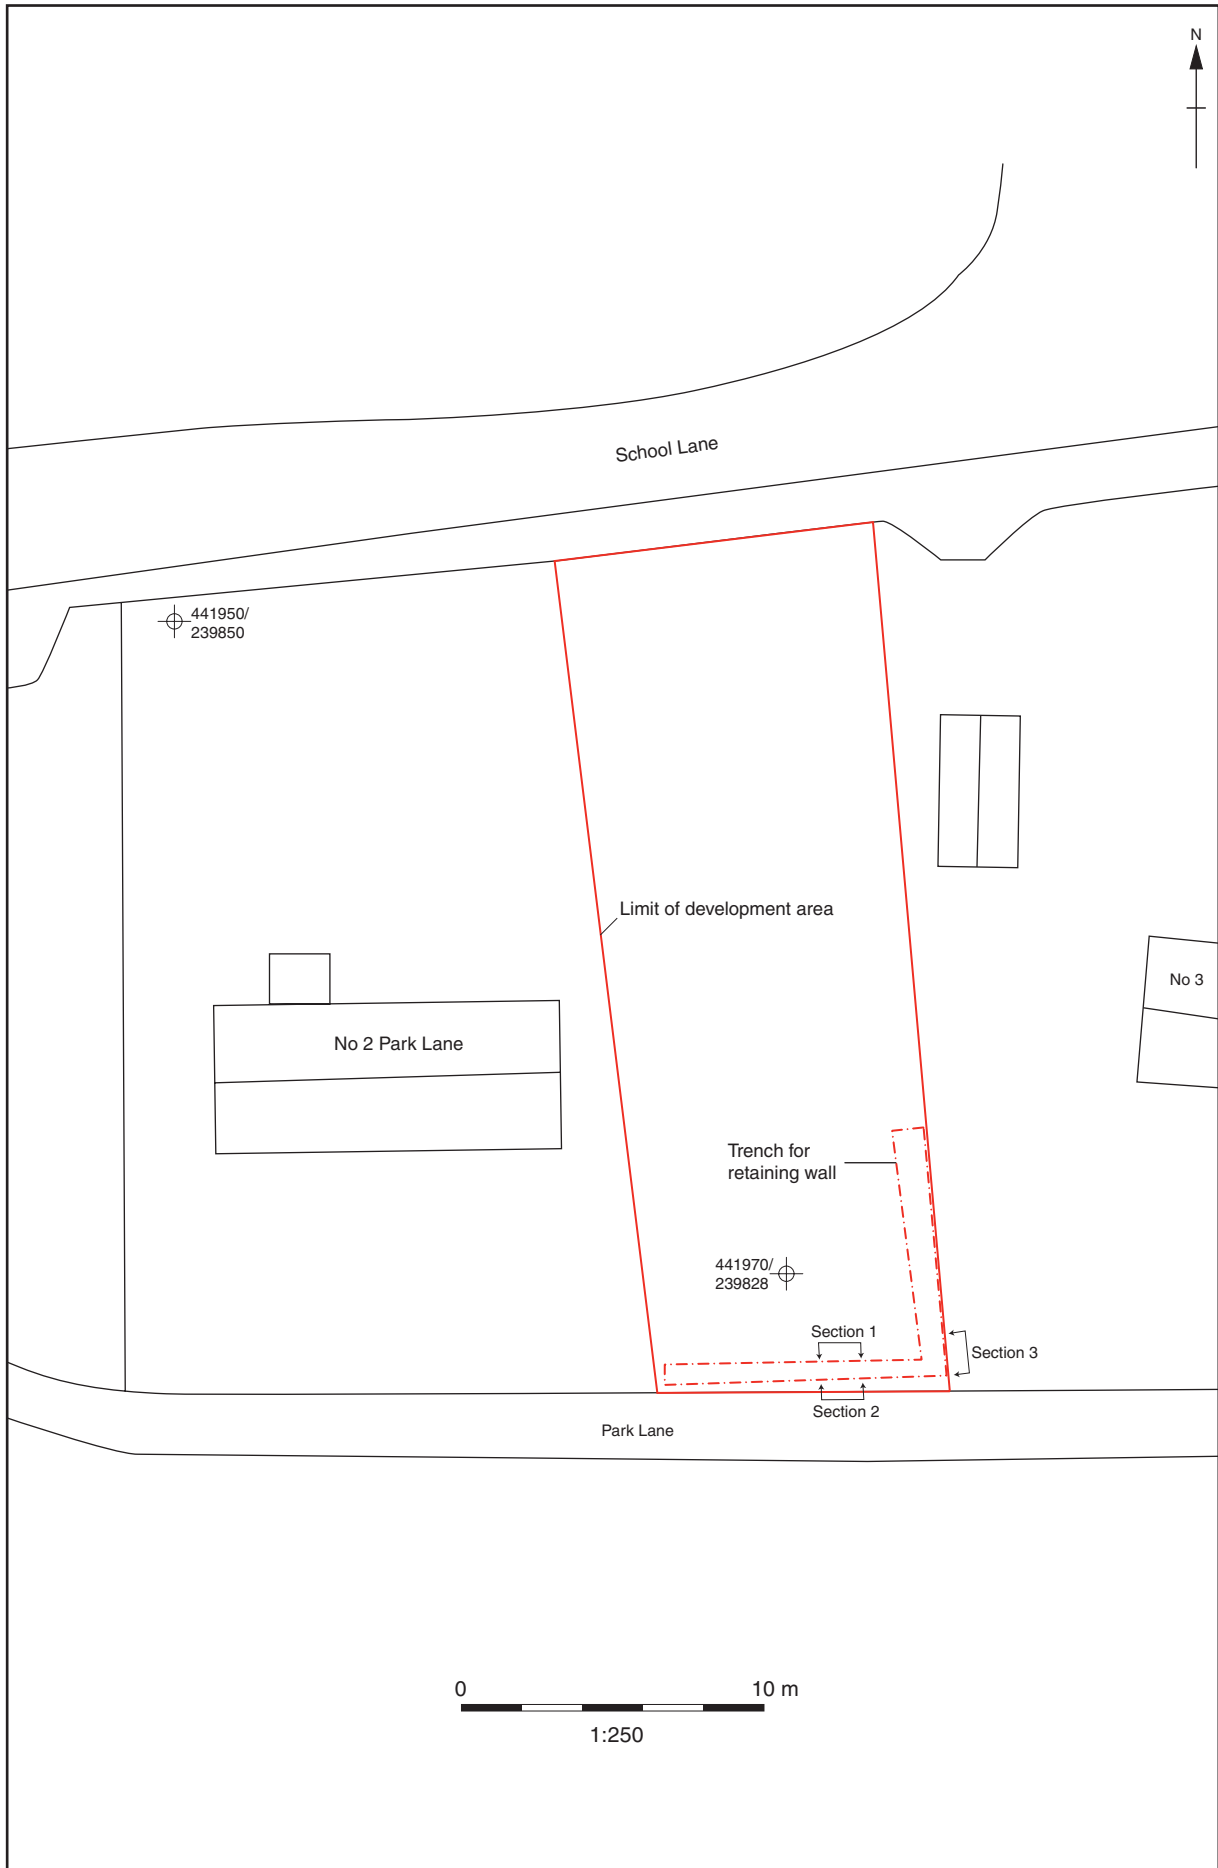 N
School Lane
441950/
239850
Limit of development area
No 3
No 2 Park Lane
Trench for
retaining wall
441970/
239828
Section 1
Section 3
Section 2
Park Lane
0 10 m
1:250